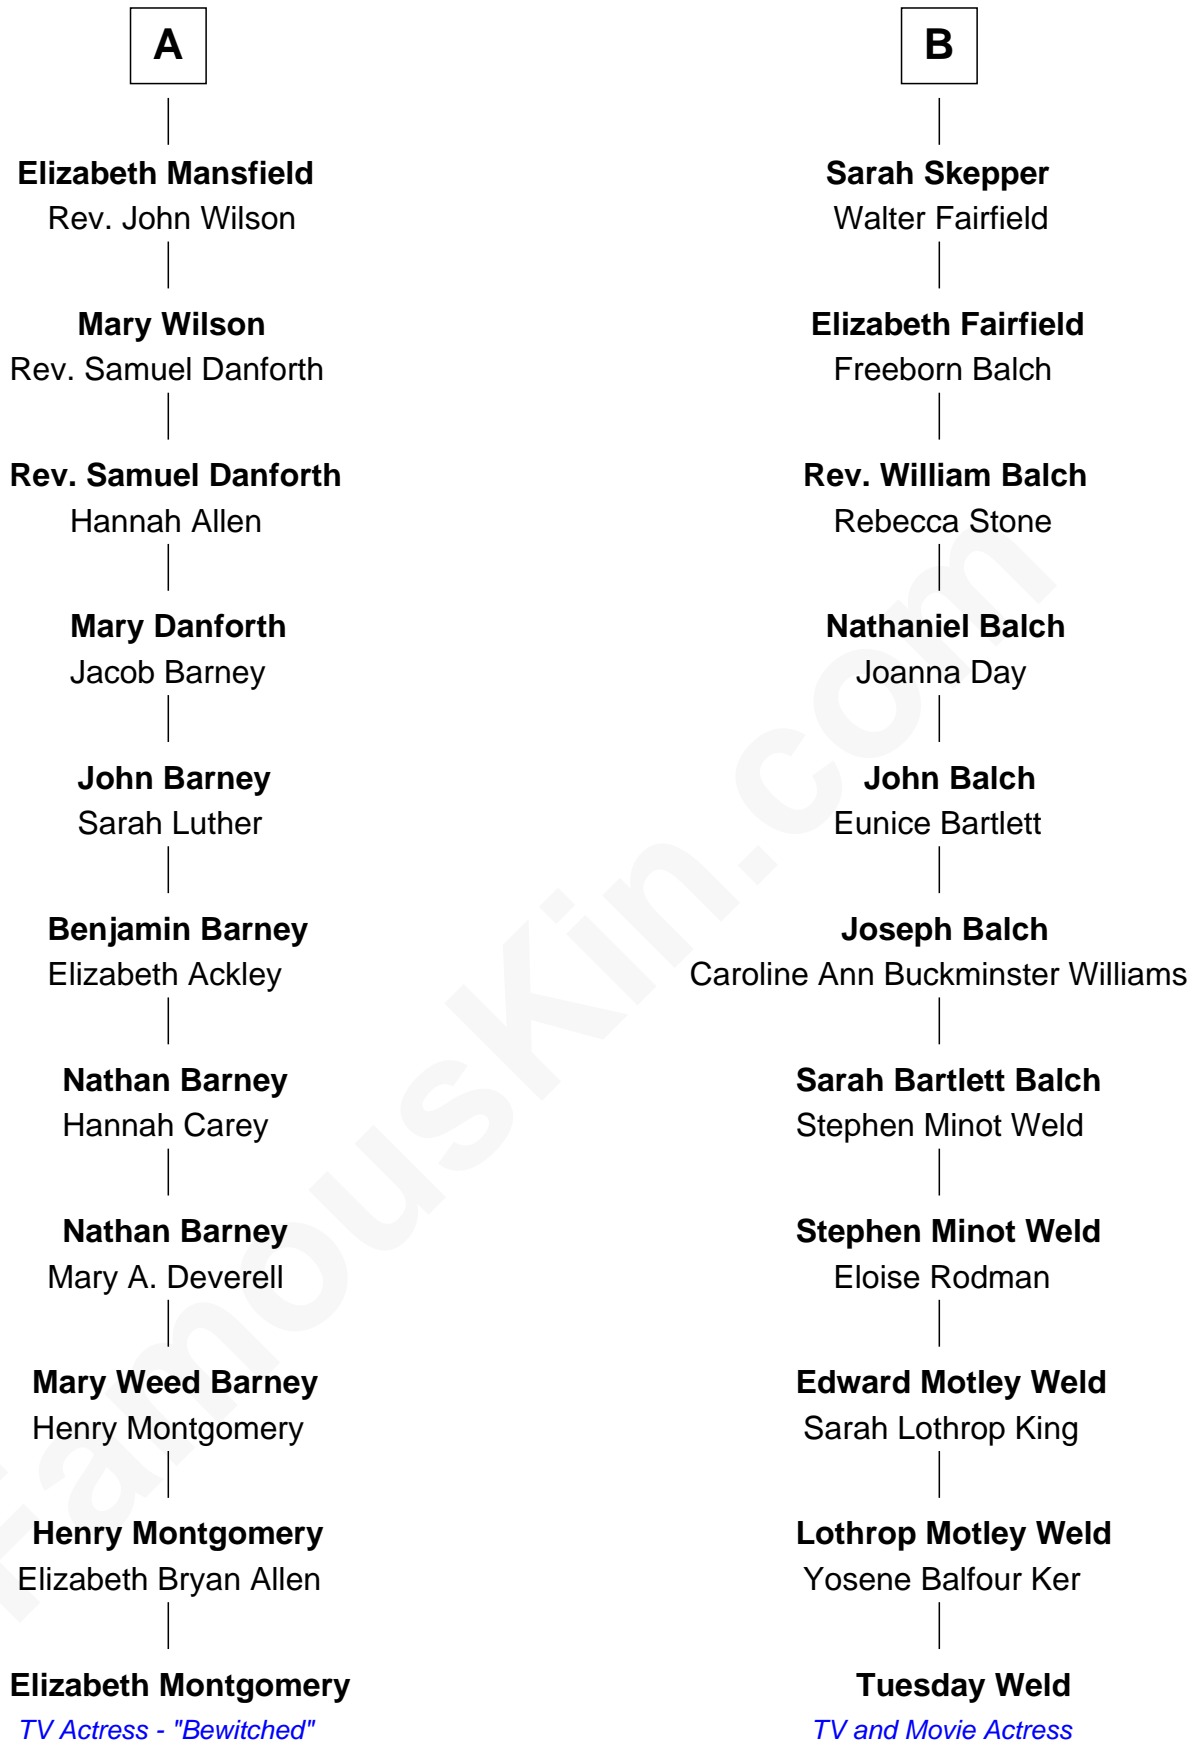 A
Elizabeth Mansfield
Rev. John Wilson
Mary Wilson
Rev. Samuel Danforth
Rev. Samuel Danforth
Hannah Allen
Mary Danforth
Jacob Barney
John Barney
Sarah Luther
Benjamin Barney
Elizabeth Ackley
Nathan Barney
Hannah Carey
Nathan Barney
Mary A. Deverell
Mary Weed Barney
Henry Montgomery
Henry Montgomery
Elizabeth Bryan Allen
Elizabeth Montgomery
TV Actress - "Bewitched"
B
Sarah Skepper
Walter Fairfield
Elizabeth Fairfield
Freeborn Balch
Rev. William Balch
Rebecca Stone
Nathaniel Balch
Joanna Day
John Balch
Eunice Bartlett
Joseph Balch
Caroline Ann Buckminster Williams
Sarah Bartlett Balch
Stephen Minot Weld
Stephen Minot Weld
Eloise Rodman
Edward Motley Weld
Sarah Lothrop King
Lothrop Motley Weld
Yosene Balfour Ker
Tuesday Weld
TV and Movie Actress
FamousKin.com